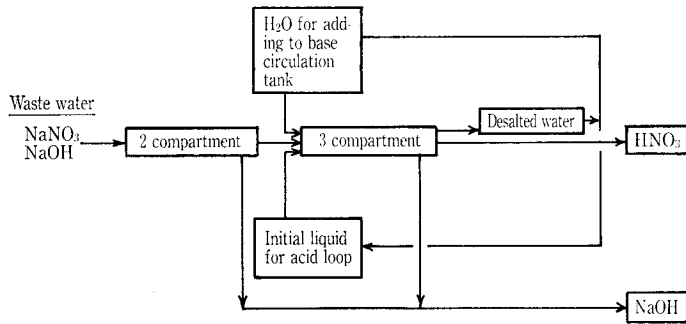 H₂O for add-
ing to base
circulation
tank
Waste water
NaNO₃
NaOH
2 compartment
3 compartment
Desalted water
HNO₃
Initial liquid
for acid loop
NaOH